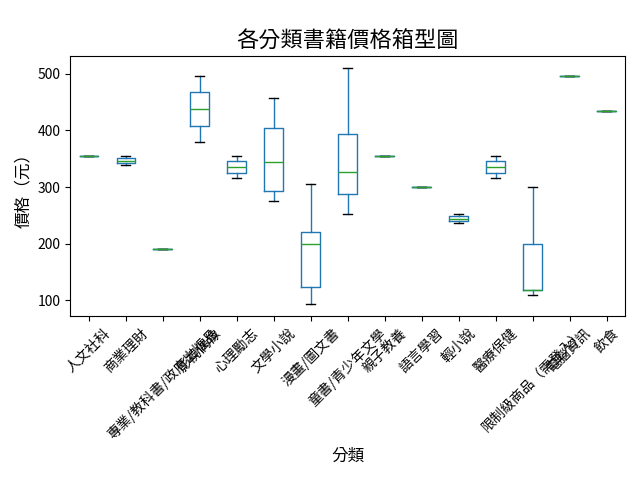 各分類書籍價格箱型圖
價格（元）
500
400
300
200
100
人文社科
商業理財
專業/教科書/政府出版品
心理勵志
文學小說
漫畫/圖文書
童書/青少年文學
親子教養
語言學習
輕小說
醫療保健
限制級商品（需登入）
電腦資訊
飲食
分類